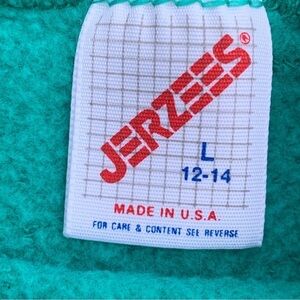 JERZEES®
L
12-14
MADE IN U.S.A.
FOR CARE & CONTENT SEE REVERSE